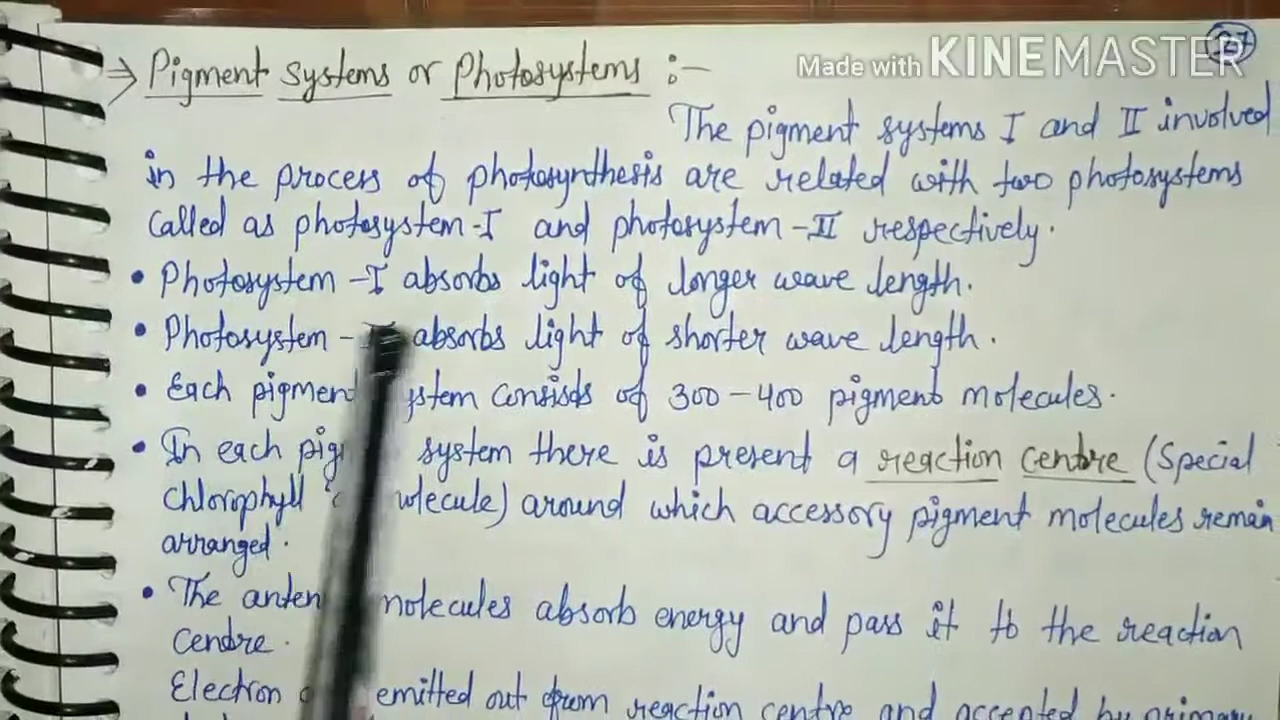 Made with KINEMASTER
27
⇒ Pigment systems or Photosystems :-
The pigment systems I and II involved
in the process of photosynthesis are related with two photosystems
called as photosystem-I and photosystem-II respectively.
• Photosystem-I absorbs light of longer wave length.
• Photosystem- absorbs light of shorter wave length.
• Each pigment ystem consists of 300-400 pigment molecules.
• In each pig system there is present a reaction centre (Special
chlorophyll olecule) around which accessory pigment molecules remain
arranged.
• The anten molecules absorb energy and pass it to the reaction
centre.
Electron emitted out from reaction centre and accepted by primary